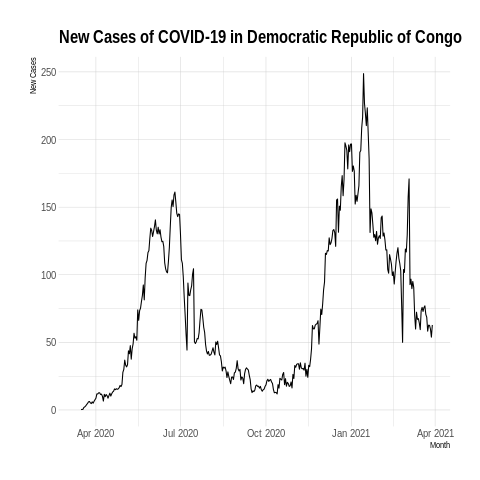 New Cases of COVID-19 in Democratic Republic of Congo
New Cases
250
200
150
100
50
0
Apr 2020 Jul 2020 Oct 2020 Jan 2021 Apr 2021
Month